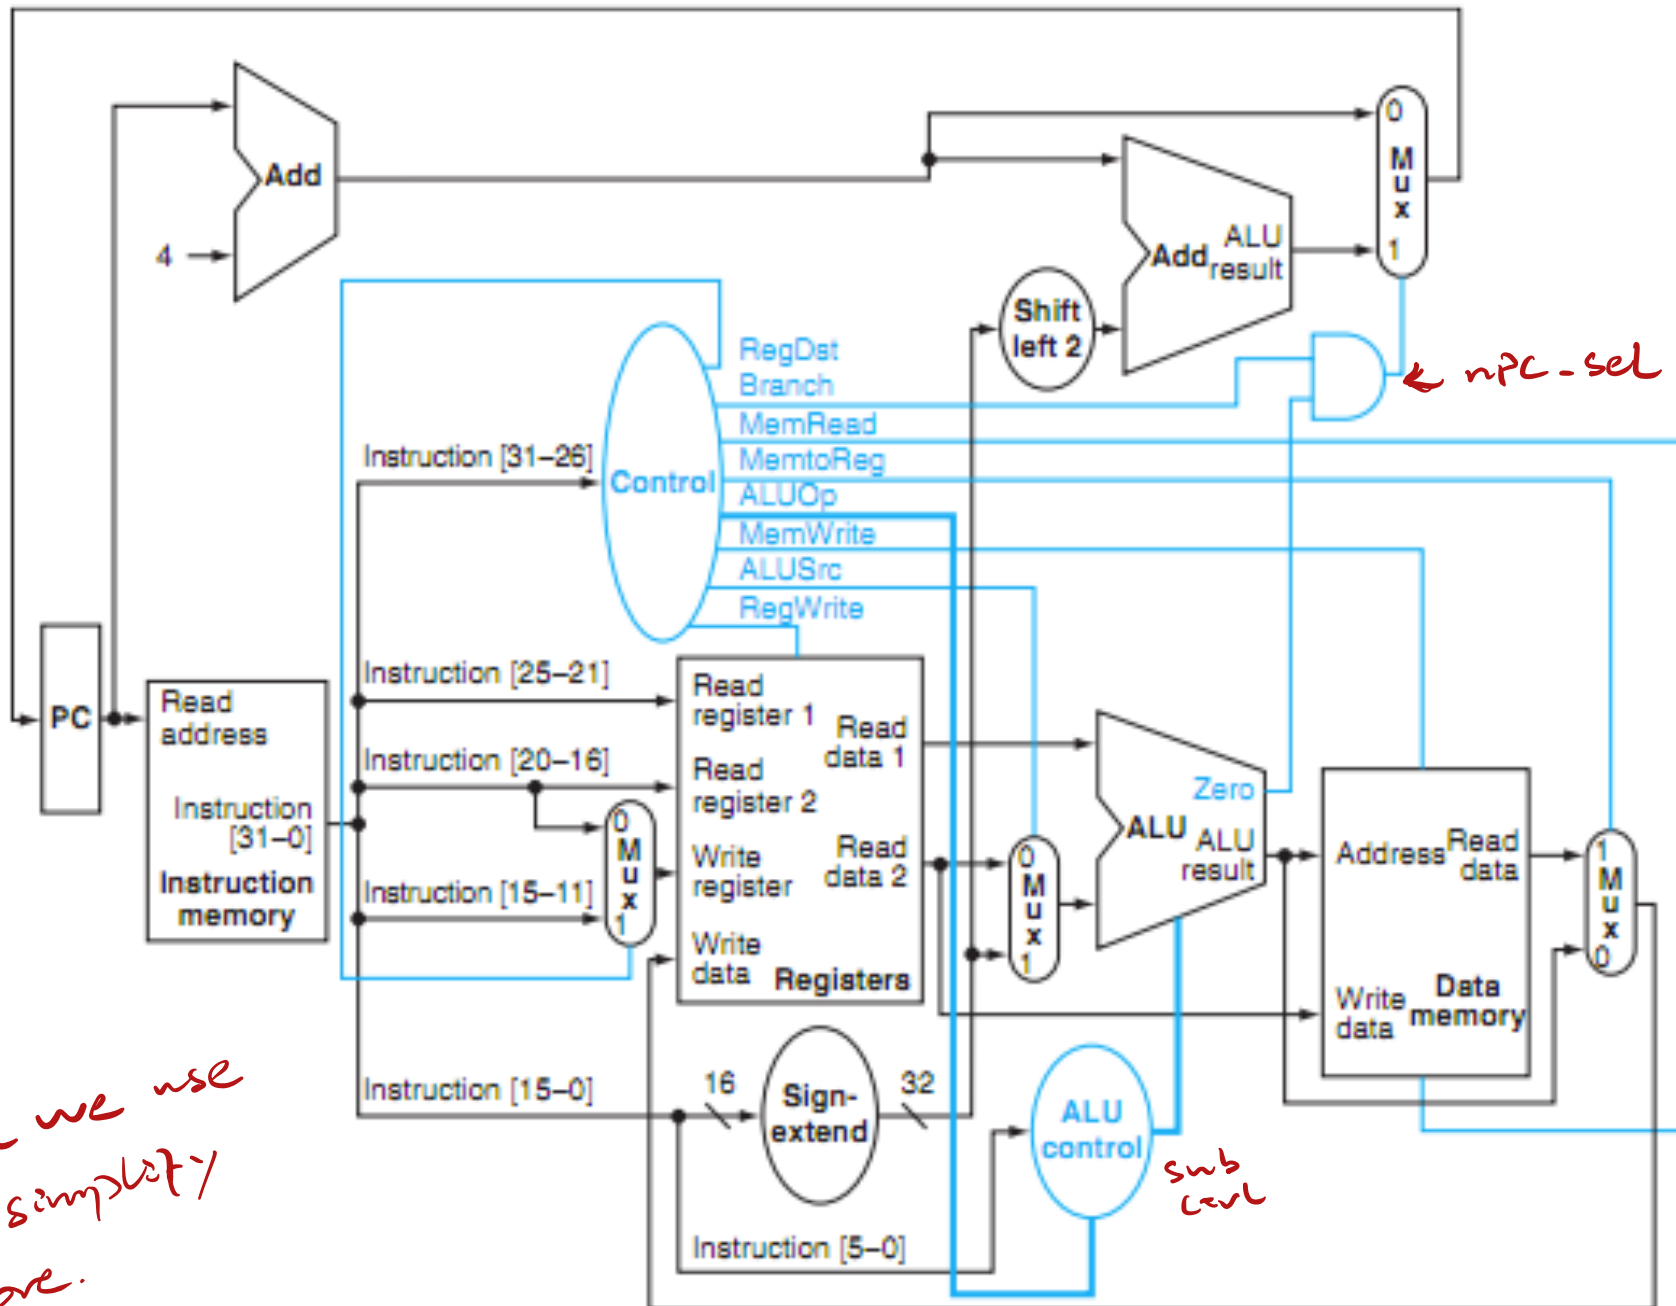 0
M
u
x
1
Add
ALU
Add result
4
Shift
left 2
RegDst
Branch
MemRead
MemtoReg
ALUOp
MemWrite
ALUSrc
RegWrite
← nPC-sel
Instruction [31–26]
Control
PC
Read
address
Instruction
[31–0]
Instruction
memory
Instruction [25–21]
Instruction [20–16]
Instruction [15–11]
0
M
u
x
1
Read
register 1
Read
data 1
Read
register 2
Write
register
Read
data 2
Write
data
Registers
0
M
u
x
1
Zero
ALU
ALU
result
Address
Read
data
Write
data
Data
memory
1
M
u
x
0
Instruction [15–0]
16
Sign-
extend
32
ALU
control
Instruction [5–0]
we use
simplify
sub